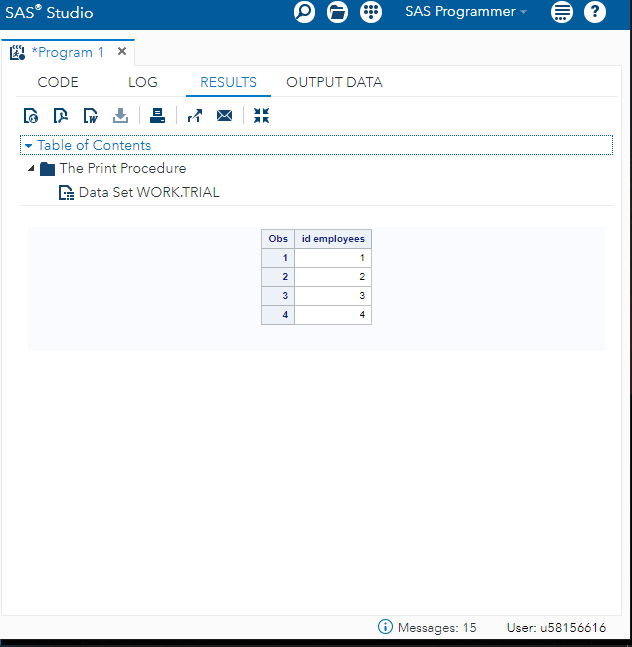 SAS® Studio SAS Programmer ?
*Program 1 ×
CODE LOG RESULTS OUTPUT DATA
Table of Contents
The Print Procedure
Data Set WORK.TRIAL
Obs id employees
1 1
2 2
3 3
4 4
Messages: 15 User: u58156616